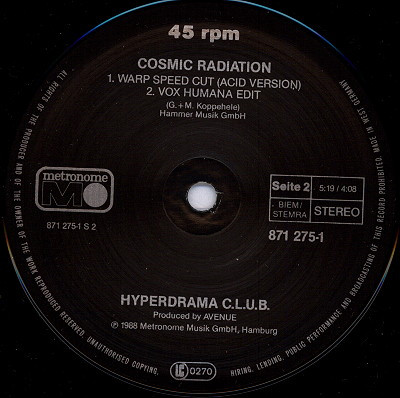 45 rpm
COSMIC RADIATION
1. WARP SPEED CUT (ACID VERSION)
2. VOX HUMANA EDIT
(G.+M. Koppehele)
Hammer Musik GmbH
metronome
M
871 275-1 S 2
Seite 2
5:19 / 4:08
BIEM/
STEMRA
STEREO
871 275-1
HYPERDRAMA C.L.U.B.
Produced by AVENUE
℗ 1988 Metronome Musik GmbH, Hamburg
LC 0270
ALL RIGHTS OF THE PRODUCER AND OF THE OWNER OF THE WORK REPRODUCED RESERVED. UNAUTHORISED COPYING, HIRING, LENDING, PUBLIC PERFORMANCE AND BROADCASTING OF THIS RECORD PROHIBITED. MADE IN WEST GERMANY.